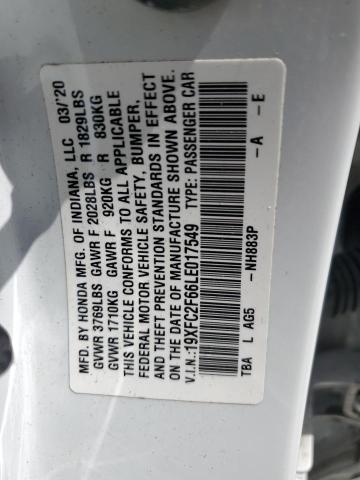 MFD. BY HONDA MFG. OF INDIANA, LLC 03/'20
GVWR 3769LBS GAWR F 2028LBS R 1829LBS
GVWR 1710KG GAWR F 920KG R 830KG
THIS VEHICLE CONFORMS TO ALL APPLICABLE
FEDERAL MOTOR VEHICLE SAFETY, BUMPER,
AND THEFT PREVENTION STANDARDS IN EFFECT
ON THE DATE OF MANUFACTURE SHOWN ABOVE.
V.I.N.: 19XFC2F66LE017549 TYPE: PASSENGER CAR
TBA L AG5 -NH883P -A -E